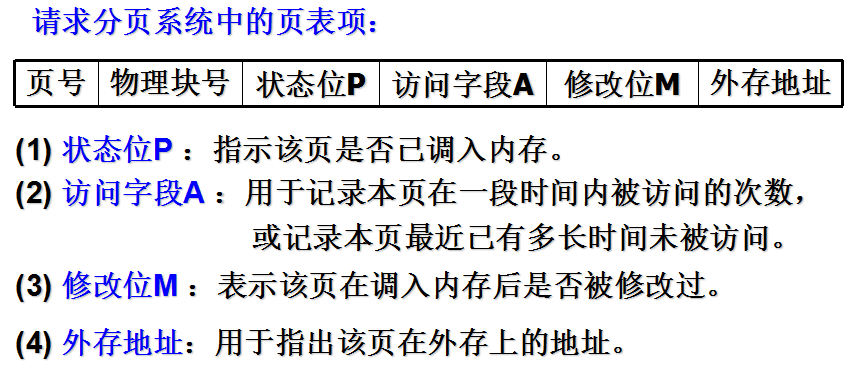 请求分页系统中的页表项：
页号 物理块号 状态位P 访问字段A 修改位M 外存地址
(1) 状态位P ：指示该页是否已调入内存。
(2) 访问字段A ：用于记录本页在一段时间内被访问的次数，
或记录本页最近已有多长时间未被访问。
(3) 修改位M ：表示该页在调入内存后是否被修改过。
(4) 外存地址：用于指出该页在外存上的地址。